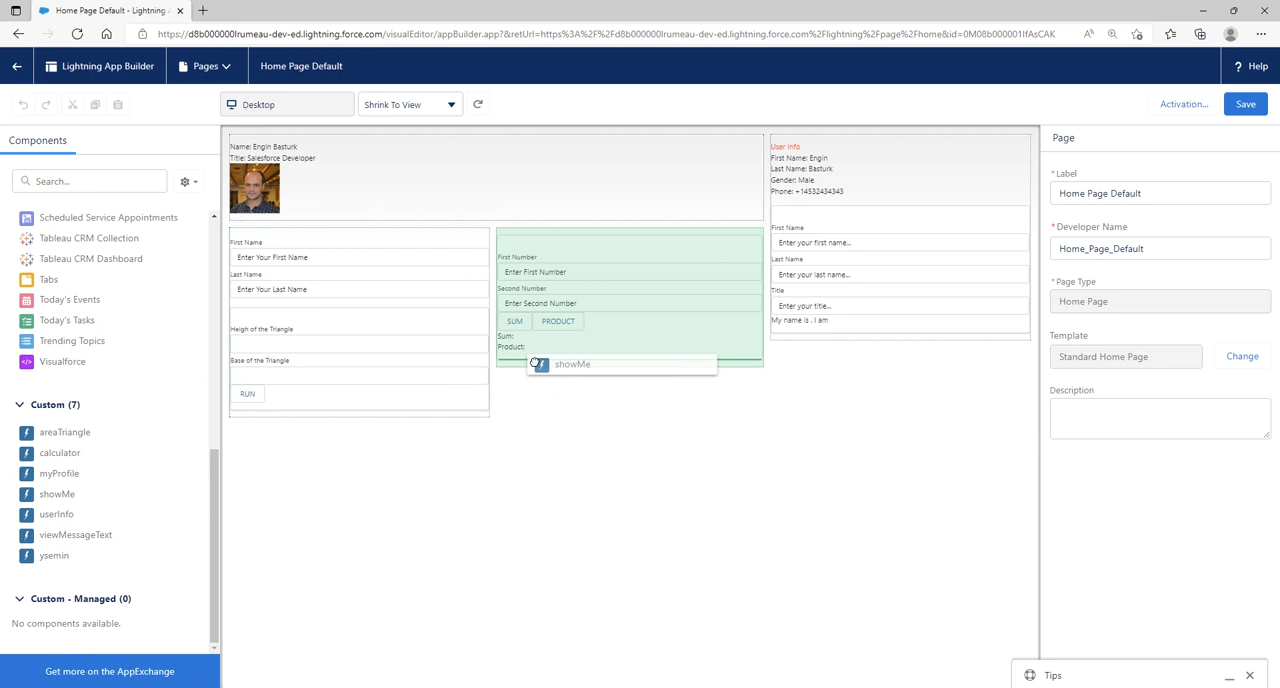 Home Page Default - Lightning A
https://d8b000000lrumeau-dev-ed.lightning.force.com/visualEditor/appBuilder.app?&retUrl=https%3A%2F%2Fd8b000000lrumeau-dev-ed.lightning.force.com%2Flightning%2Fpage%2Fhome&id=0M08b000001IfAsCAK
Lightning App Builder
Pages
Home Page Default
? Help
Desktop
Shrink To View
Activation...
Save
Components
Search...
Scheduled Service Appointments
Tableau CRM Collection
Tableau CRM Dashboard
Tabs
Today's Events
Today's Tasks
Trending Topics
Visualforce
Custom (7)
areaTriangle
calculator
myProfile
showMe
userInfo
viewMessageText
ysemin
Custom - Managed (0)
No components available.
Get more on the AppExchange
Name: Engin Basturk
Title: Salesforce Developer
First Name
Enter Your First Name
Last Name
Enter Your Last Name
Heigh of the Triangle
Base of the Triangle
RUN
First Number
Enter First Number
Second Number
Enter Second Number
SUM
PRODUCT
Sum:
Product:
showMe
User Info
First Name: Engin
Last Name: Basturk
Gender: Male
Phone: +14532434343
First Name
Enter your first name...
Last Name
Enter your last name...
Title
Enter your title...
My name is . I am
Page
* Label
Home Page Default
* Developer Name
Home_Page_Default
* Page Type
Home Page
Template
Standard Home Page
Change
Description
Tips